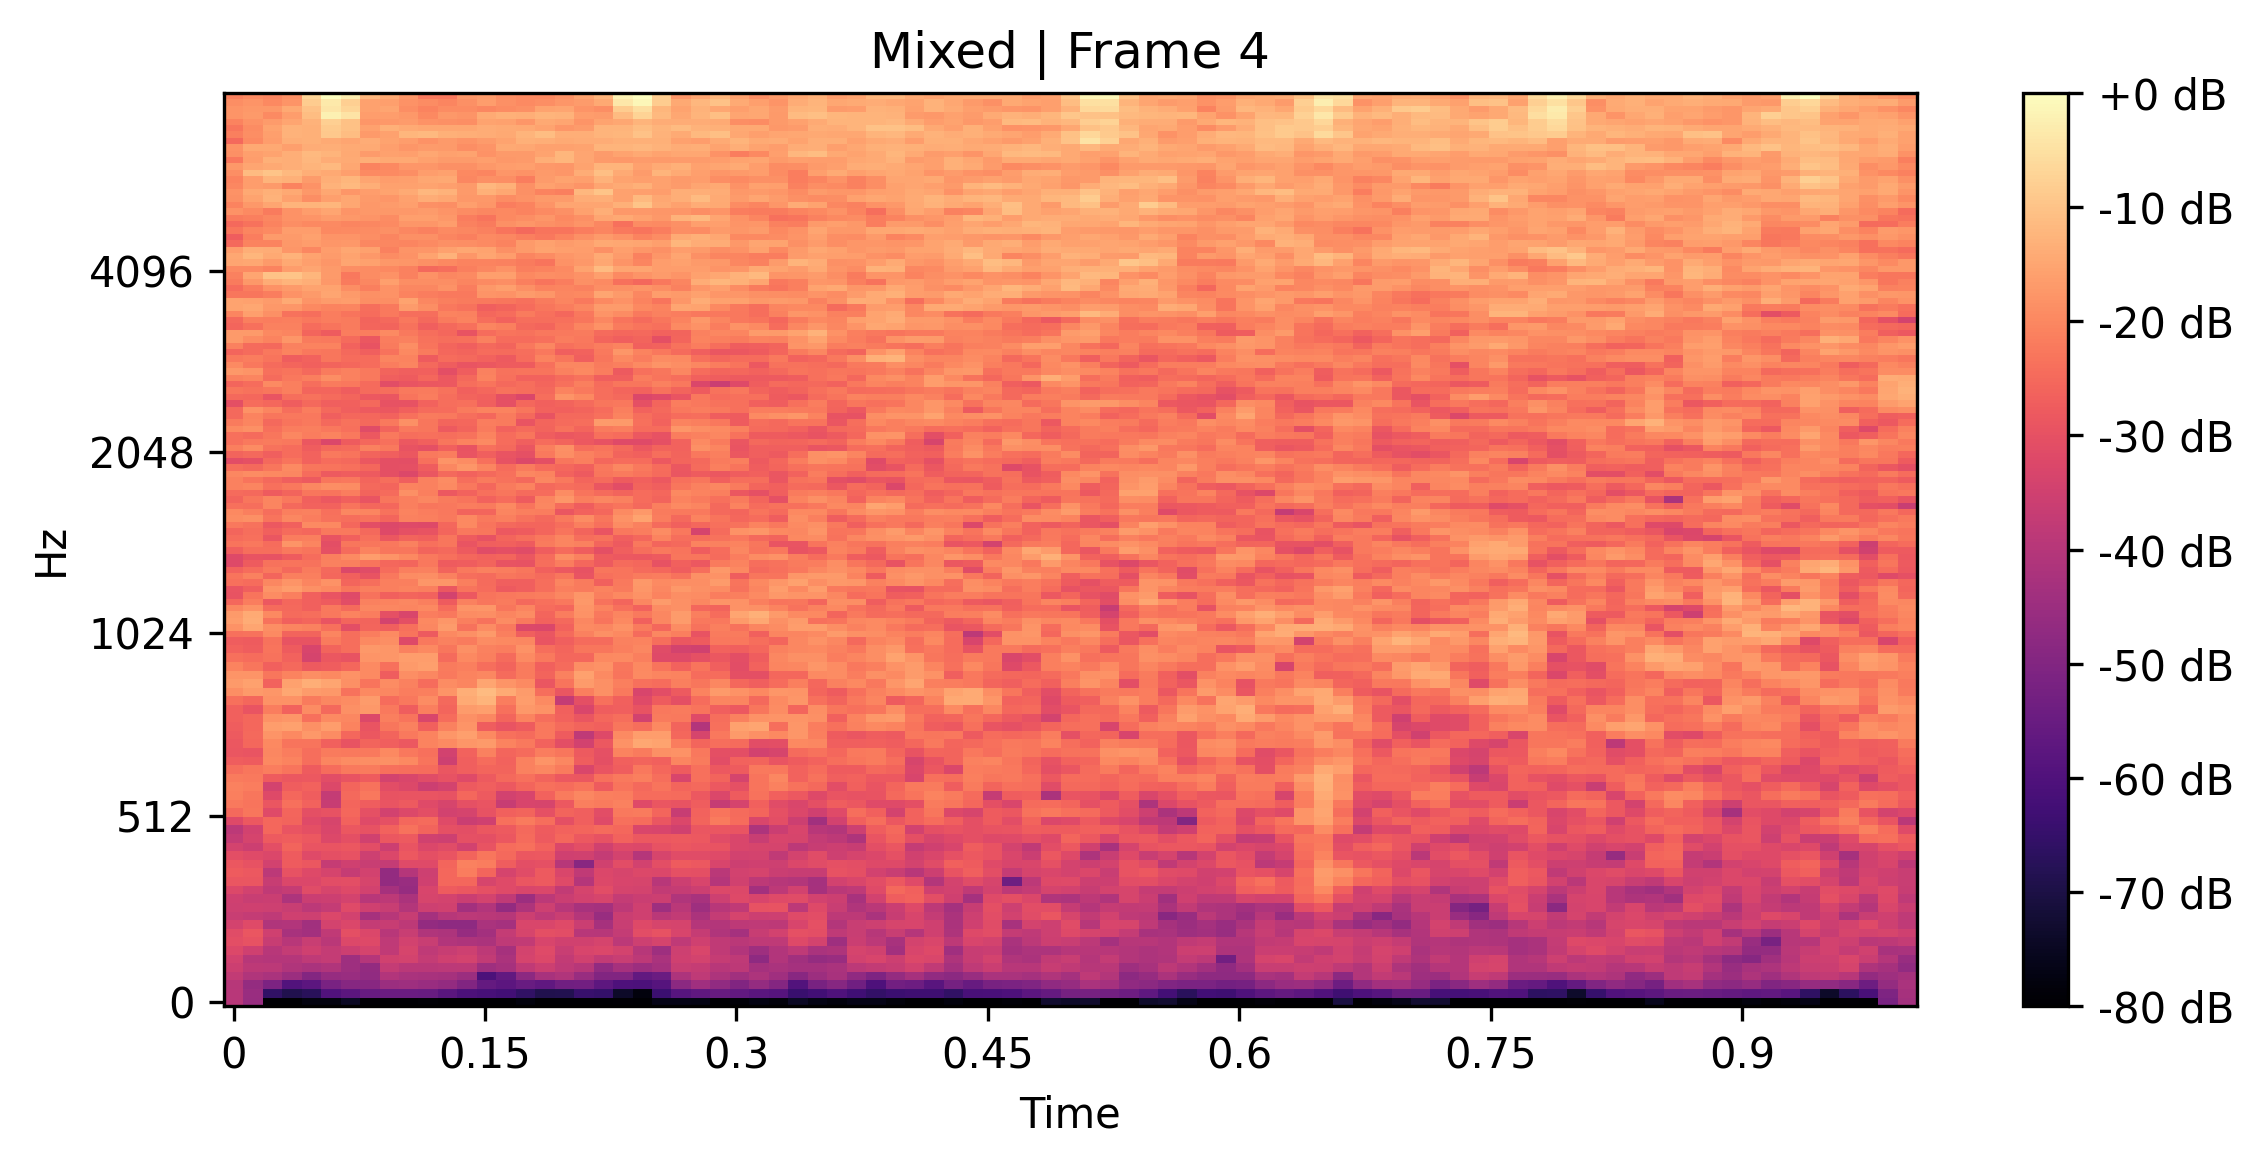 Mixed | Frame 4
Hz
4096
2048
1024
512
0
0 0.15 0.3 0.45 0.6 0.75 0.9
Time
+0 dB
-10 dB
-20 dB
-30 dB
-40 dB
-50 dB
-60 dB
-70 dB
-80 dB